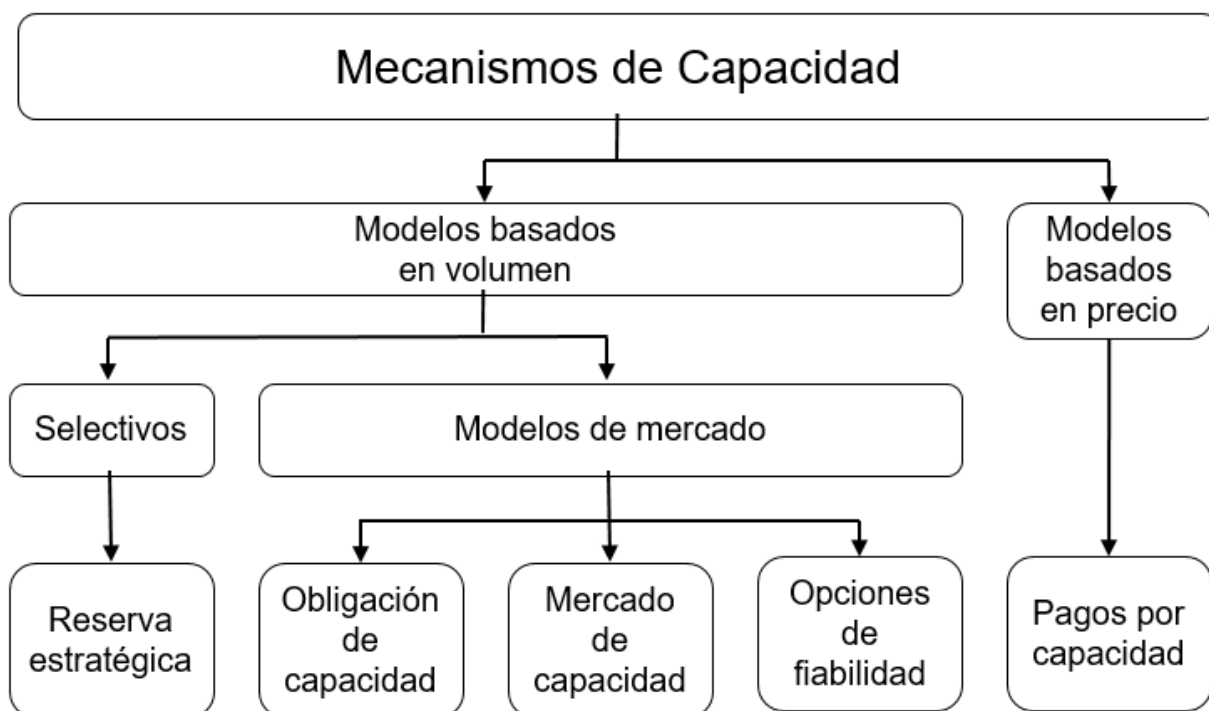 Mecanismos de Capacidad
Modelos basados
en volumen
Modelos
basados
en precio
Selectivos
Modelos de mercado
Reserva
estratégica
Obligación
de
capacidad
Mercado
de
capacidad
Opciones
de
fiabilidad
Pagos por
capacidad